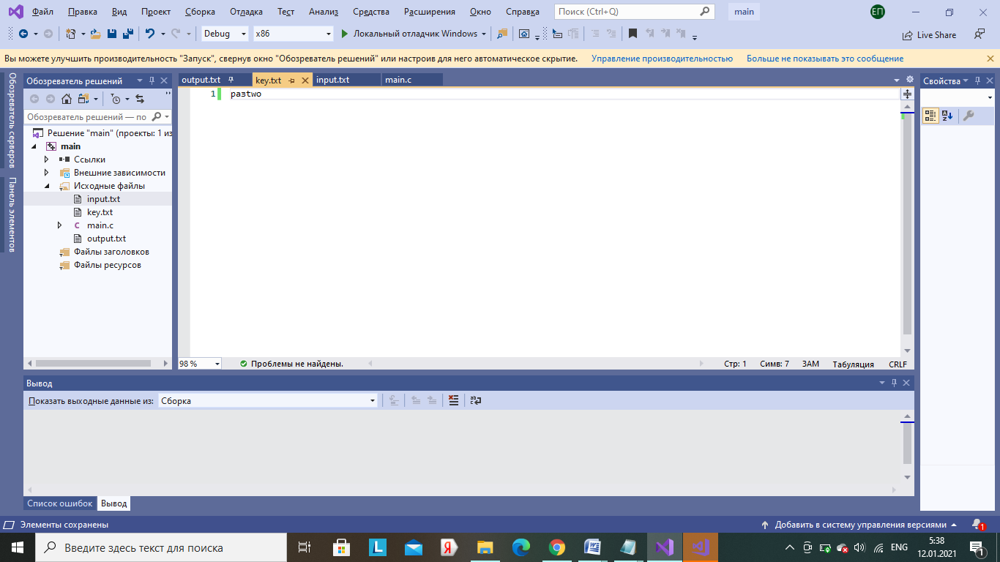 Файл Правка Вид Проект Сборка Отладка Тест Анализ Средства Расширения Окно Справка Поиск (Ctrl+Q) main ЕП
Debug x86 Локальный отладчик Windows Live Share
Вы можете улучшить производительность "Запуск", свернув окно "Обозреватель решений" или настроив для него автоматическое скрытие. Управление производительностью Больше не показывать это сообщение
Обозреватель серверов
Панель элементов
Обозреватель решений
Обозреватель решений — по
Решение "main" (проекты: 1 из
main
Ссылки
Внешние зависимости
Исходные файлы
input.txt
key.txt
main.c
output.txt
Файлы заголовков
Файлы ресурсов
output.txt key.txt input.txt main.c
1 разtwo
98 % Проблемы не найдены. Стр: 1 Симв: 7 ЗАМ Табуляция CRLF
Свойства
Вывод
Показать выходные данные из: Сборка
Список ошибок Вывод
Элементы сохранены Добавить в систему управления версиями 1
Введите здесь текст для поиска L Я W ENG 5:38
12.01.2021 1